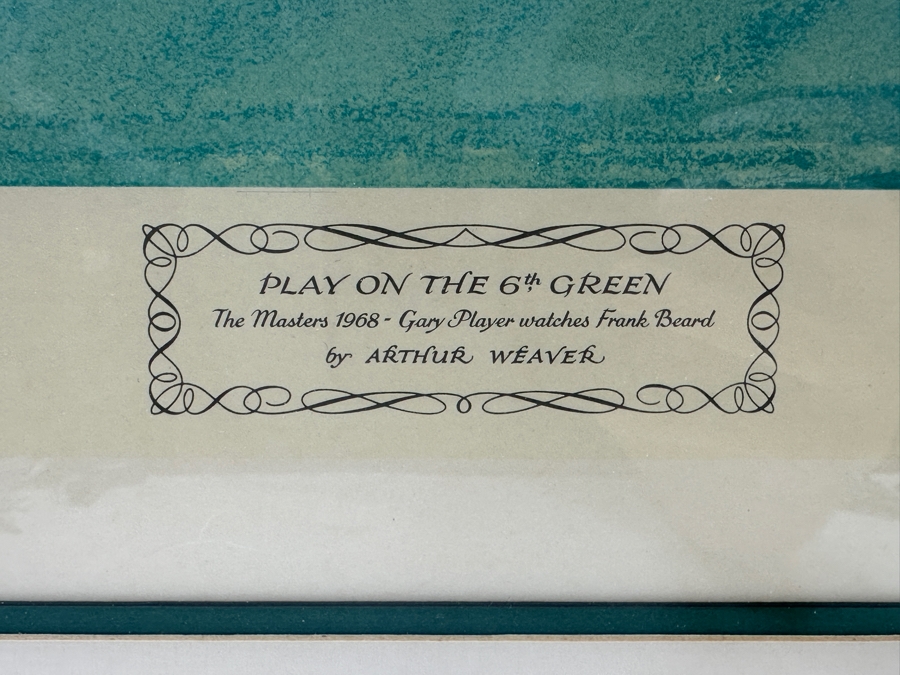 PLAY ON THE 6th GREEN
The Masters 1968 - Gary Player watches Frank Beard
by ARTHUR WEAVER